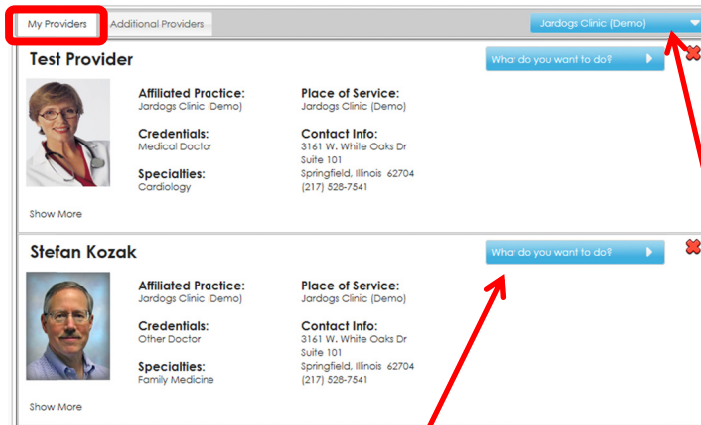 My Providers
Additional Providers
Jardogs Clinic (Demo)
Test Provider
What do you want to do?
Affiliated Practice:
Jardogs Clinic Demo)
Place of Service:
Jardogs Clinic (Demo)
Credentials:
Medical Doctor
Contact Info:
3161 W. White Oaks Dr
Suite 101
Springfield, Illinois 62704
(217) 528-7541
Specialties:
Cardiology
Show More
Stefan Kozak
What do you want to do?
Affiliated Practice:
Jardogs Clinic Demo)
Place of Service:
Jardogs Clinic (Demo)
Credentials:
Other Doctor
Contact Info:
3161 W. White Oaks Dr
Suite 101
Springfield, Illinois 62704
(217) 528-7541
Specialties:
Family Medicine
Show More